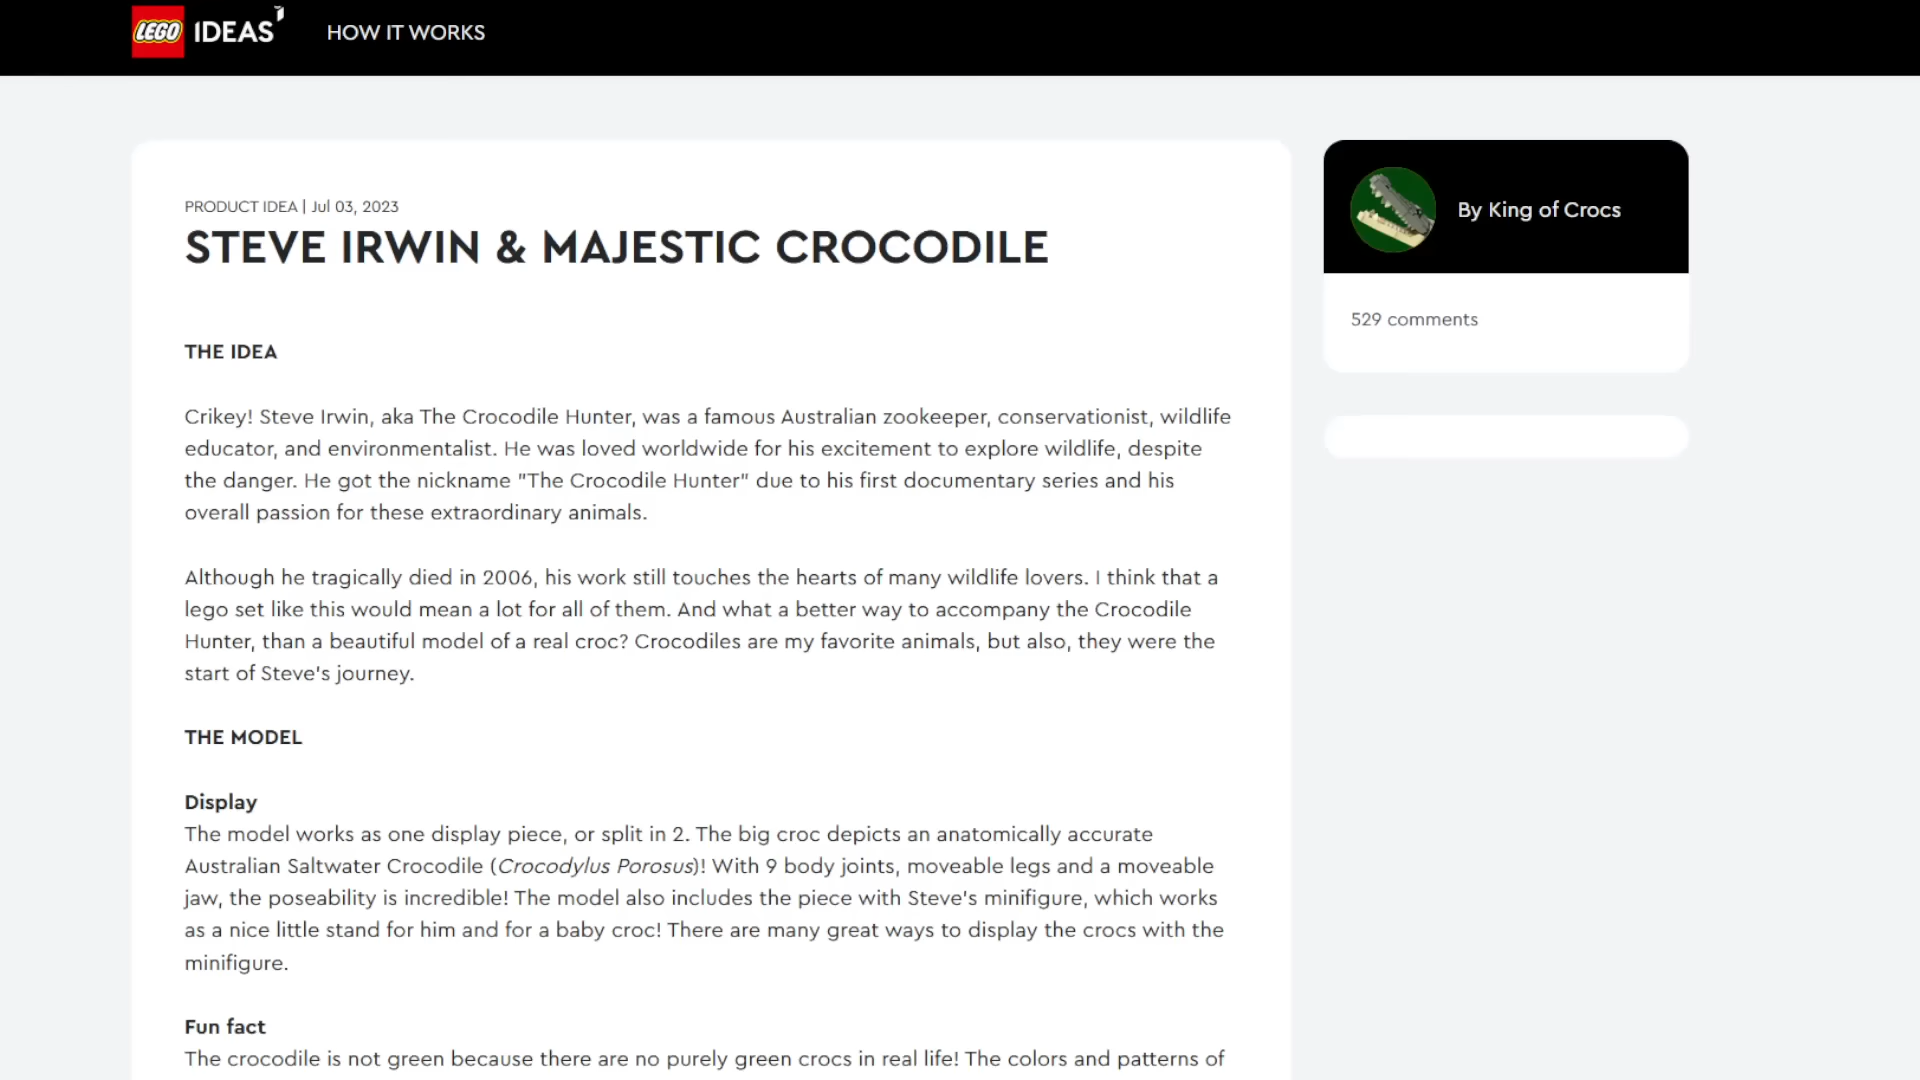 LEGO IDEAS HOW IT WORKS
PRODUCT IDEA | Jul 03, 2023
STEVE IRWIN & MAJESTIC CROCODILE
By King of Crocs
529 comments
THE IDEA
Crikey! Steve Irwin, aka The Crocodile Hunter, was a famous Australian zookeeper, conservationist, wildlife
educator, and environmentalist. He was loved worldwide for his excitement to explore wildlife, despite
the danger. He got the nickname "The Crocodile Hunter" due to his first documentary series and his
overall passion for these extraordinary animals.
Although he tragically died in 2006, his work still touches the hearts of many wildlife lovers. I think that a
lego set like this would mean a lot for all of them. And what a better way to accompany the Crocodile
Hunter, than a beautiful model of a real croc? Crocodiles are my favorite animals, but also, they were the
start of Steve's journey.
THE MODEL
Display
The model works as one display piece, or split in 2. The big croc depicts an anatomically accurate
Australian Saltwater Crocodile (Crocodylus Porosus)! With 9 body joints, moveable legs and a moveable
jaw, the poseability is incredible! The model also includes the piece with Steve's minifigure, which works
as a nice little stand for him and for a baby croc! There are many great ways to display the crocs with the
minifigure.
Fun fact
The crocodile is not green because there are no purely green crocs in real life! The colors and patterns of